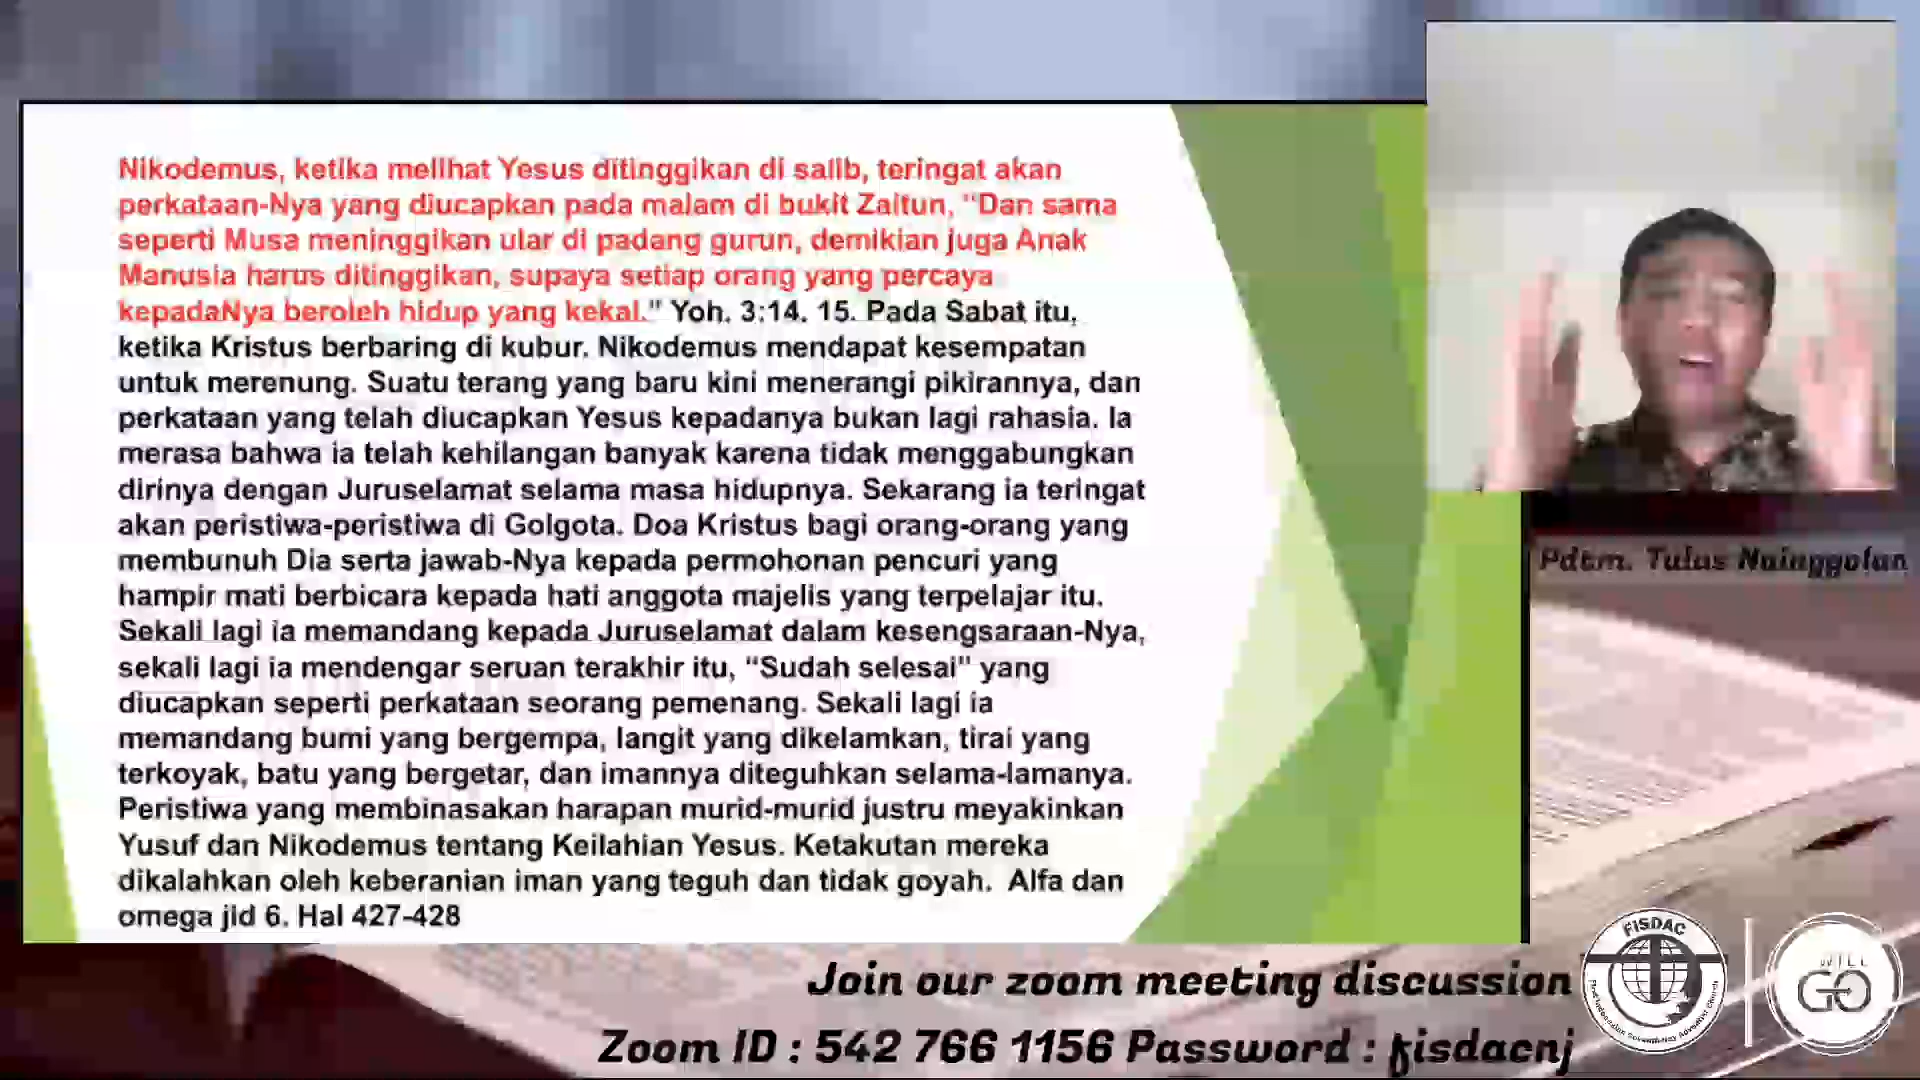 Nikodemus, ketika melihat Yesus ditinggikan di salib, teringat akan
perkataan-Nya yang diucapkan pada malam di bukit Zaitun, "Dan sama
seperti Musa meninggikan ular di padang gurun, demikian juga Anak
Manusia harus ditinggikan, supaya setiap orang yang percaya
kepadaNya beroleh hidup yang kekal." Yoh. 3:14. 15. Pada Sabat itu,
ketika Kristus berbaring di kubur. Nikodemus mendapat kesempatan
untuk merenung. Suatu terang yang baru kini menerangi pikirannya, dan
perkataan yang telah diucapkan Yesus kepadanya bukan lagi rahasia. Ia
merasa bahwa ia telah kehilangan banyak karena tidak menggabungkan
dirinya dengan Juruselamat selama masa hidupnya. Sekarang ia teringat
akan peristiwa-peristiwa di Golgota. Doa Kristus bagi orang-orang yang
membunuh Dia serta jawab-Nya kepada permohonan pencuri yang
hampir mati berbicara kepada hati anggota majelis yang terpelajar itu.
Sekali lagi ia memandang kepada Juruselamat dalam kesengsaraan-Nya,
sekali lagi ia mendengar seruan terakhir itu, "Sudah selesai" yang
diucapkan seperti perkataan seorang pemenang. Sekali lagi ia
memandang bumi yang bergempa, langit yang dikelamkan, tirai yang
terkoyak, batu yang bergetar, dan imannya diteguhkan selama-lamanya.
Peristiwa yang membinasakan harapan murid-murid justru meyakinkan
Yusuf dan Nikodemus tentang Keilahian Yesus. Ketakutan mereka
dikalahkan oleh keberanian iman yang teguh dan tidak goyah. Alfa dan
omega jld 6. Hal 427-428
Pdtm. Tulus Nainggolan
Join our zoom meeting discussion
Zoom ID : 542 766 1156 Password : fisdacnj
FISDAC
WILL
GO